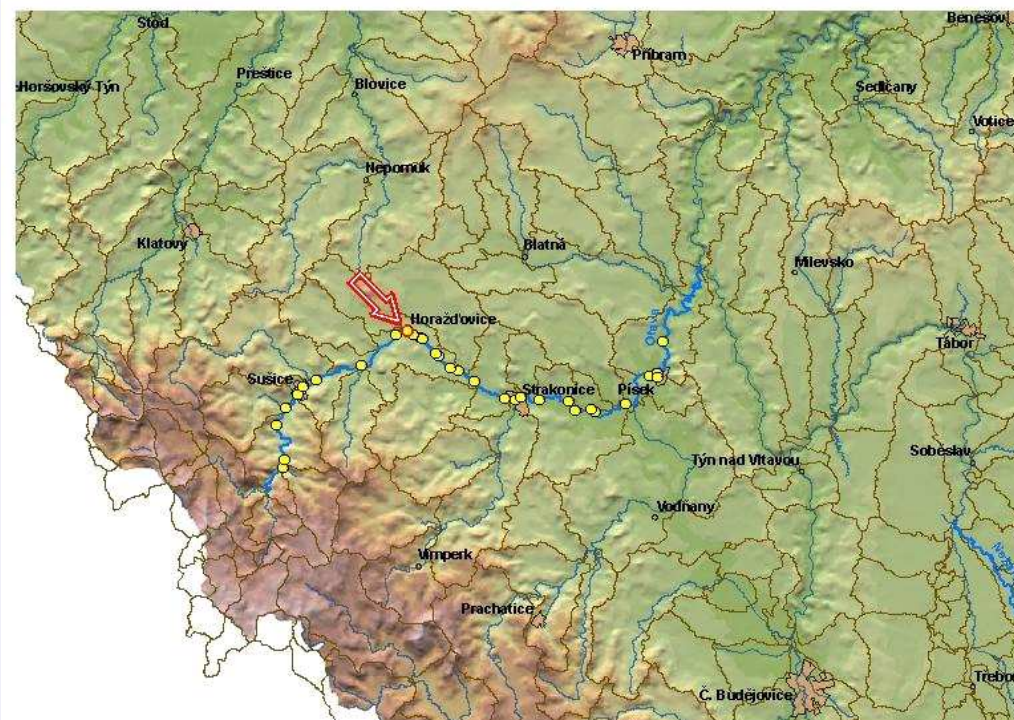 Stod
Benešov
Příbram
Přeštice
Horšovský Týn
Blovice
Sedlčany
Votice
Nepomuk
Klatovy
Blatná
Milevsko
Horažďovice
Otava
Tábor
Sušice
Strakonice
Písek
Soběslav
Týn nad Vltavou
Vodňany
Vimperk
Prachatice
Třebo
Č. Budějovice